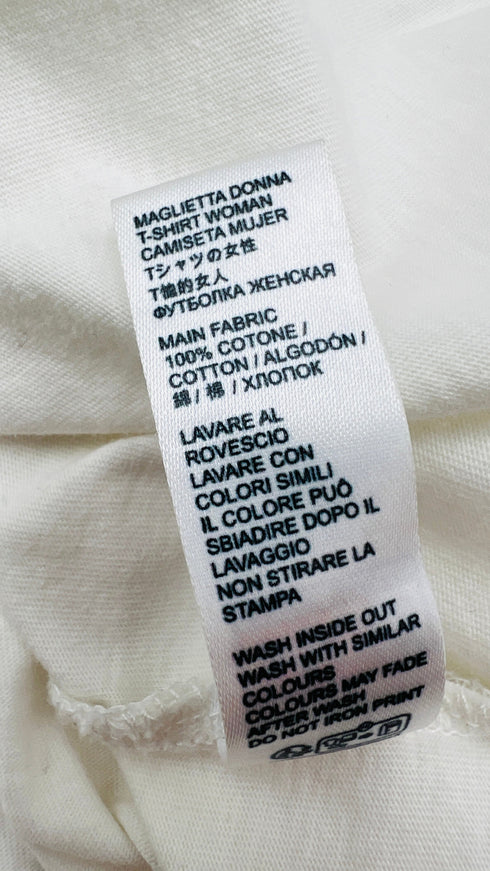 MAGLIETTA DONNA
T-SHIRT WOMAN
CAMISETA MUJER
Tシャツの女性
T恤的女人
ФУТБОЛКА ЖЕНСКАЯ
MAIN FABRIC
100% COTONE /
COTTON / ALGODÓN /
綿 / 棉 / ХЛОПОК
LAVARE AL
ROVESCIO
LAVARE CON
COLORI SIMILI
IL COLORE PUÓ
SBIADIRE DOPO IL
LAVAGGIO
NON STIRARE LA
STAMPA
WASH INSIDE OUT
WASH WITH SIMILAR
COLOURS
COLOURS MAY FADE
AFTER WASH
DO NOT IRON PRINT